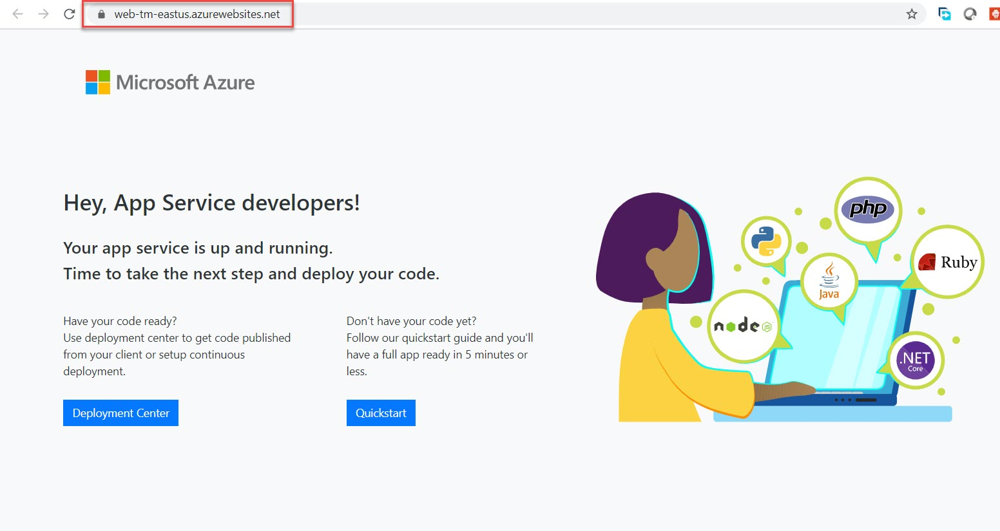 web-tm-eastus.azurewebsites.net
Microsoft Azure
Hey, App Service developers!
Your app service is up and running.
Time to take the next step and deploy your code.
Have your code ready?
Use deployment center to get code published
from your client or setup continuous
deployment.
Deployment Center
Don't have your code yet?
Follow our quickstart guide and you'll
have a full app ready in 5 minutes or
less.
Quickstart
php
Ruby
Java
node
JS
.NET
Core